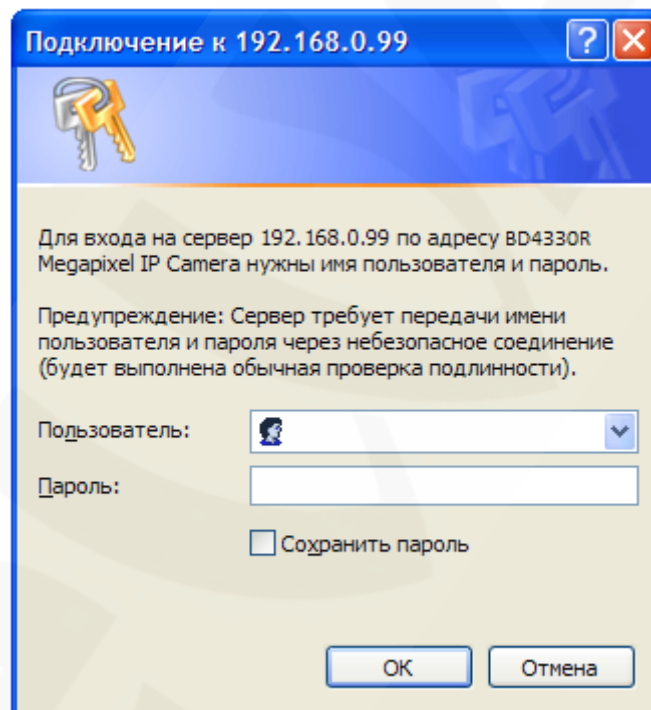 Подключение к 192.168.0.99
Для входа на сервер 192.168.0.99 по адресу BD4330R
Megapixel IP Camera нужны имя пользователя и пароль.
Предупреждение: Сервер требует передачи имени
пользователя и пароля через небезопасное соединение
(будет выполнена обычная проверка подлинности).
Пользователь:
Пароль:
Сохранить пароль
ОК Отмена